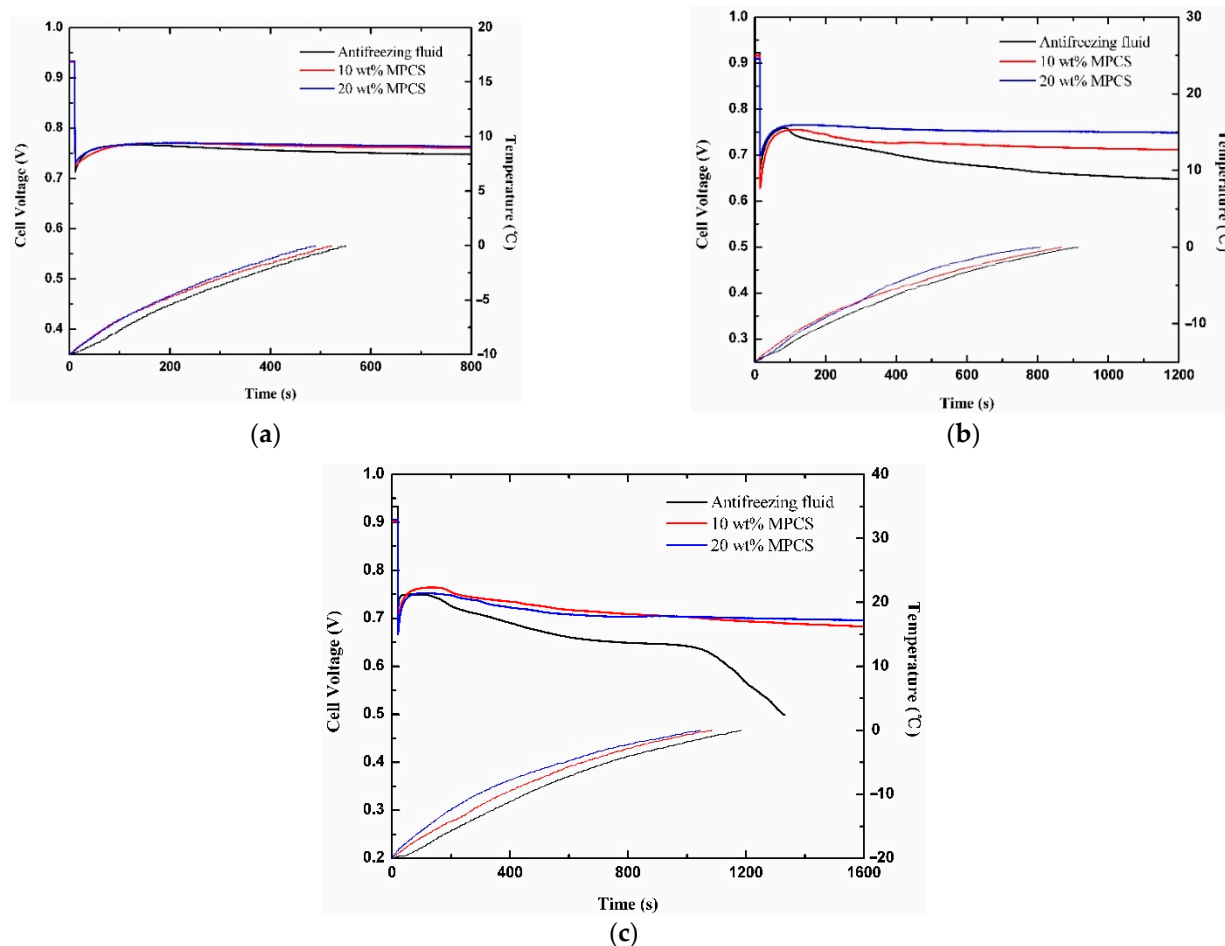 1.0
0.9
0.8
0.7
0.6
0.5
0.4
Cell Voltage (V)
Antifreezing fluid
10 wt% MPCS
20 wt% MPCS
20
15
10
5
0
−5
−10
Temperature (℃)
0 200 400 600 800
Time (s)
(a)
1.0
0.9
0.8
0.7
0.6
0.5
0.4
0.3
Cell Voltage (V)
Antifreezing fluid
10 wt% MPCS
20 wt% MPCS
30
20
10
0
−10
Temperature (℃)
0 200 400 600 800 1000 1200
Time (s)
(b)
1.0
0.9
0.8
0.7
0.6
0.5
0.4
0.3
0.2
Cell Voltage (V)
Antifreezing fluid
10 wt% MPCS
20 wt% MPCS
40
30
20
10
0
−10
−20
Temperature (℃)
0 400 800 1200 1600
Time (s)
(c)